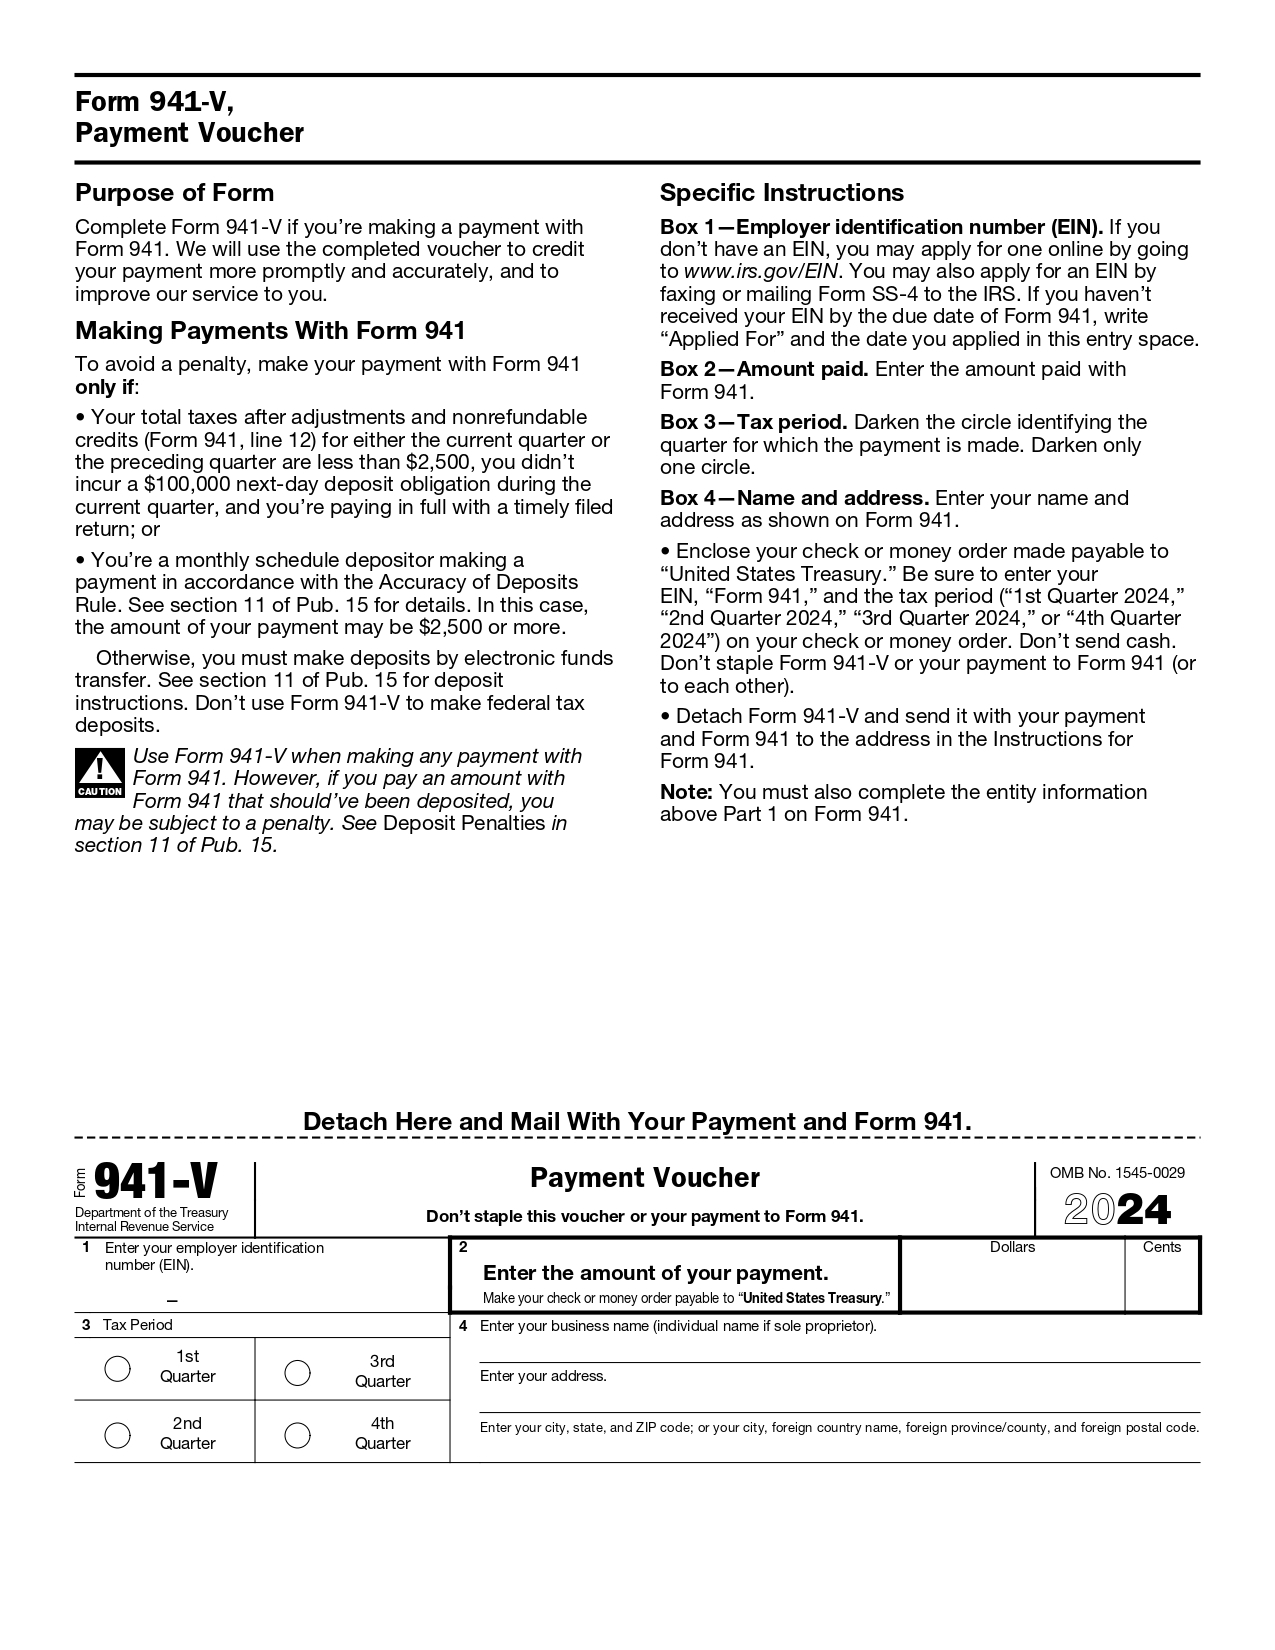 Form 941-V,
Payment Voucher
Purpose of Form
Complete Form 941-V if you’re making a payment with
Form 941. We will use the completed voucher to credit
your payment more promptly and accurately, and to
improve our service to you.
Making Payments With Form 941
To avoid a penalty, make your payment with Form 941
only if:
• Your total taxes after adjustments and nonrefundable
credits (Form 941, line 12) for either the current quarter or
the preceding quarter are less than $2,500, you didn’t
incur a $100,000 next-day deposit obligation during the
current quarter, and you’re paying in full with a timely filed
return; or
• You’re a monthly schedule depositor making a
payment in accordance with the Accuracy of Deposits
Rule. See section 11 of Pub. 15 for details. In this case,
the amount of your payment may be $2,500 or more.
Otherwise, you must make deposits by electronic funds
transfer. See section 11 of Pub. 15 for deposit
instructions. Don’t use Form 941-V to make federal tax
deposits.
! CAUTION
Use Form 941-V when making any payment with
Form 941. However, if you pay an amount with
Form 941 that should’ve been deposited, you
may be subject to a penalty. See Deposit Penalties in
section 11 of Pub. 15.
Specific Instructions
Box 1—Employer identification number (EIN). If you
don’t have an EIN, you may apply for one online by going
to www.irs.gov/EIN. You may also apply for an EIN by
faxing or mailing Form SS-4 to the IRS. If you haven’t
received your EIN by the due date of Form 941, write
“Applied For” and the date you applied in this entry space.
Box 2—Amount paid. Enter the amount paid with
Form 941.
Box 3—Tax period. Darken the circle identifying the
quarter for which the payment is made. Darken only
one circle.
Box 4—Name and address. Enter your name and
address as shown on Form 941.
• Enclose your check or money order made payable to
“United States Treasury.” Be sure to enter your
EIN, “Form 941,” and the tax period (“1st Quarter 2024,”
“2nd Quarter 2024,” “3rd Quarter 2024,” or “4th Quarter
2024”) on your check or money order. Don’t send cash.
Don’t staple Form 941-V or your payment to Form 941 (or
to each other).
• Detach Form 941-V and send it with your payment
and Form 941 to the address in the Instructions for
Form 941.
Note: You must also complete the entity information
above Part 1 on Form 941.
Detach Here and Mail With Your Payment and Form 941.
Form 941-V
Department of the Treasury
Internal Revenue Service
Payment Voucher
Don’t staple this voucher or your payment to Form 941.
OMB No. 1545-0029
2024
1 Enter your employer identification
number (EIN).
–
2
Enter the amount of your payment.
Make your check or money order payable to “United States Treasury.”
Dollars
Cents
3 Tax Period
1st
Quarter
3rd
Quarter
2nd
Quarter
4th
Quarter
4 Enter your business name (individual name if sole proprietor).
Enter your address.
Enter your city, state, and ZIP code; or your city, foreign country name, foreign province/county, and foreign postal code.